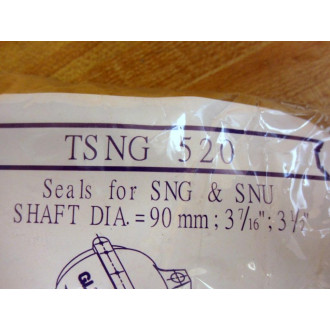 TSNG 520
Seals for SNG & SNU
SHAFT DIA. = 90 mm ; 3 7/16" ; 3 1/2"